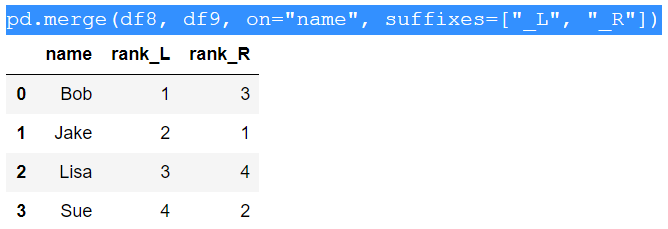 pd.merge(df8, df9, on="name", suffixes=["_L", "_R"])
name rank_L rank_R
0 Bob 1 3
1 Jake 2 1
2 Lisa 3 4
3 Sue 4 2